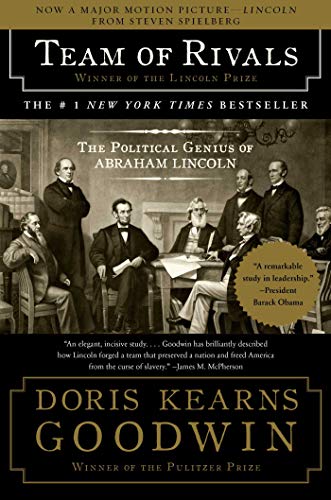 NOW A MAJOR MOTION PICTURE—LINCOLN
FROM STEVEN SPIELBERG
TEAM OF RIVALS
WINNER OF THE LINCOLN PRIZE
THE #1 NEW YORK TIMES BESTSELLER
THE POLITICAL GENIUS OF
ABRAHAM LINCOLN
"A remarkable
study in leadership."
—President
Barack Obama
"An elegant, incisive study. . . . Goodwin has brilliantly described
how Lincoln forged a team that preserved a nation and freed America
from the curse of slavery." —James M. McPherson
DORIS KEARNS
GOODWIN
WINNER OF THE PULITZER PRIZE